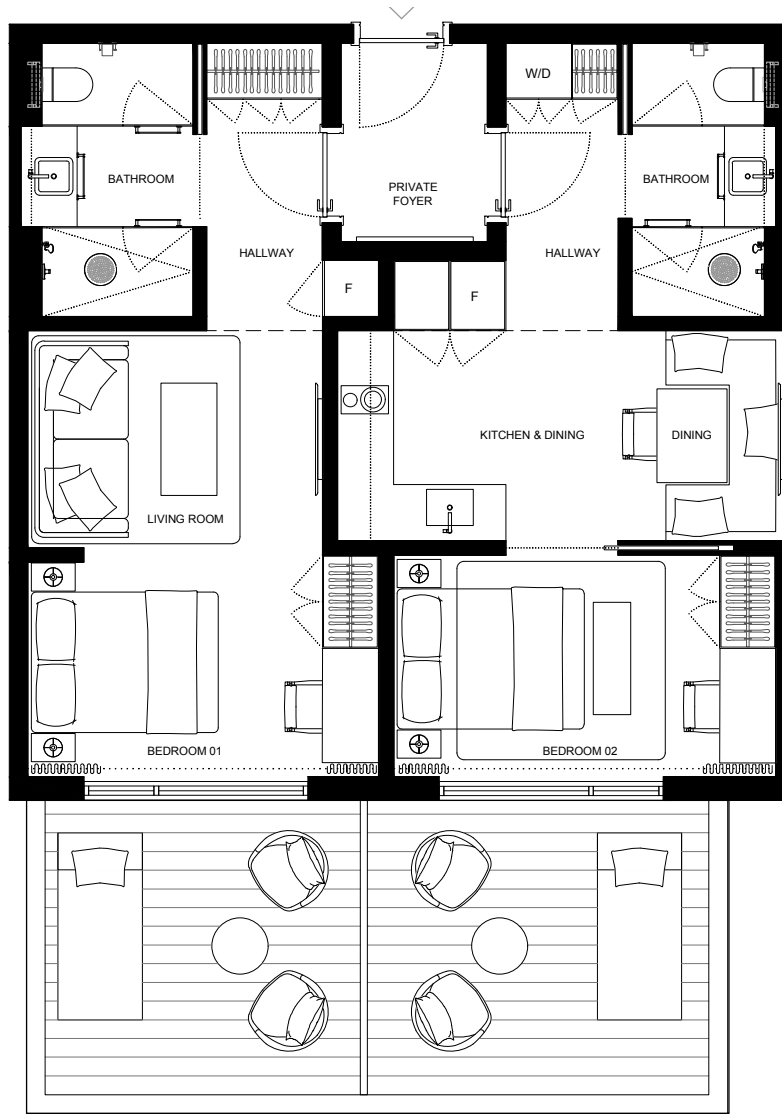 W/D
BATHROOM
PRIVATE
FOYER
BATHROOM
HALLWAY
HALLWAY
F
F
KITCHEN & DINING
DINING
LIVING ROOM
BEDROOM 01
BEDROOM 02